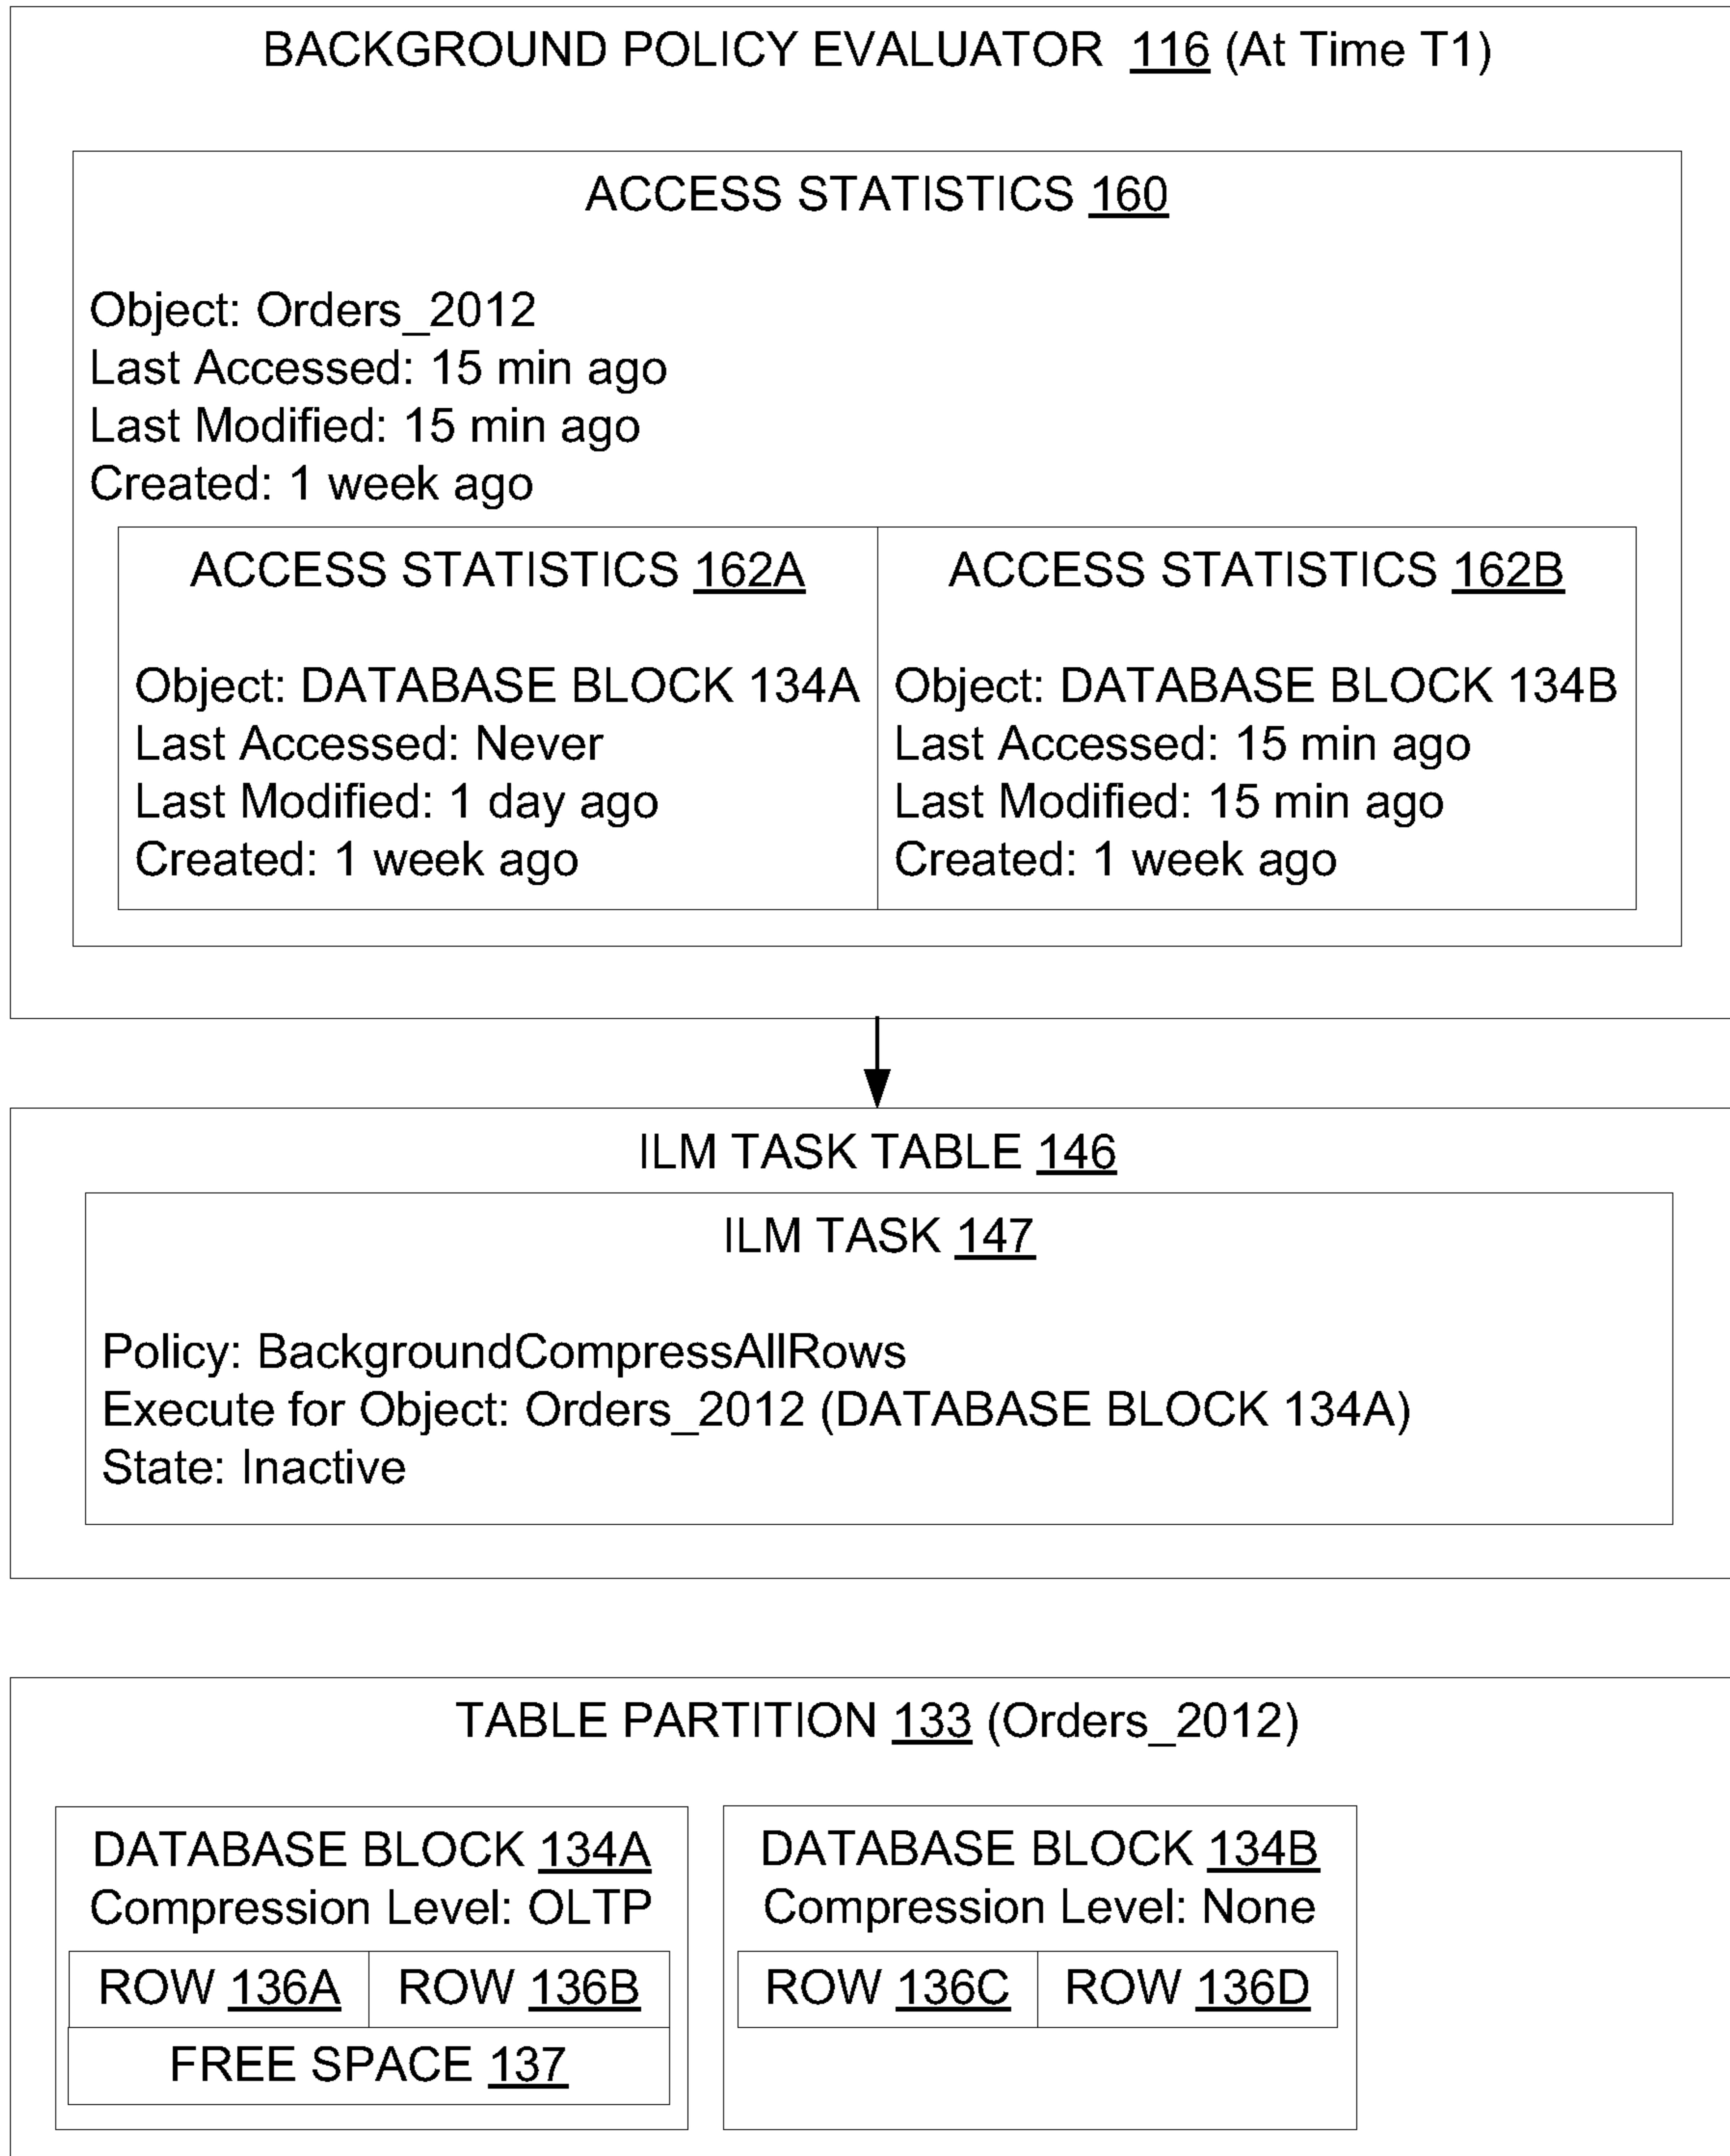 BACKGROUND POLICY EVALUATOR 116 (At Time T1)
ACCESS STATISTICS 160
Object: Orders_2012
Last Accessed: 15 min ago
Last Modified: 15 min ago
Created: 1 week ago
ACCESS STATISTICS 162A
Object: DATABASE BLOCK 134A
Last Accessed: Never
Last Modified: 1 day ago
Created: 1 week ago
ACCESS STATISTICS 162B
Object: DATABASE BLOCK 134B
Last Accessed: 15 min ago
Last Modified: 15 min ago
Created: 1 week ago
ILM TASK TABLE 146
ILM TASK 147
Policy: BackgroundCompressAllRows
Execute for Object: Orders_2012 (DATABASE BLOCK 134A)
State: Inactive
TABLE PARTITION 133 (Orders_2012)
DATABASE BLOCK 134A
Compression Level: OLTP
ROW 136A
ROW 136B
FREE SPACE 137
DATABASE BLOCK 134B
Compression Level: None
ROW 136C
ROW 136D